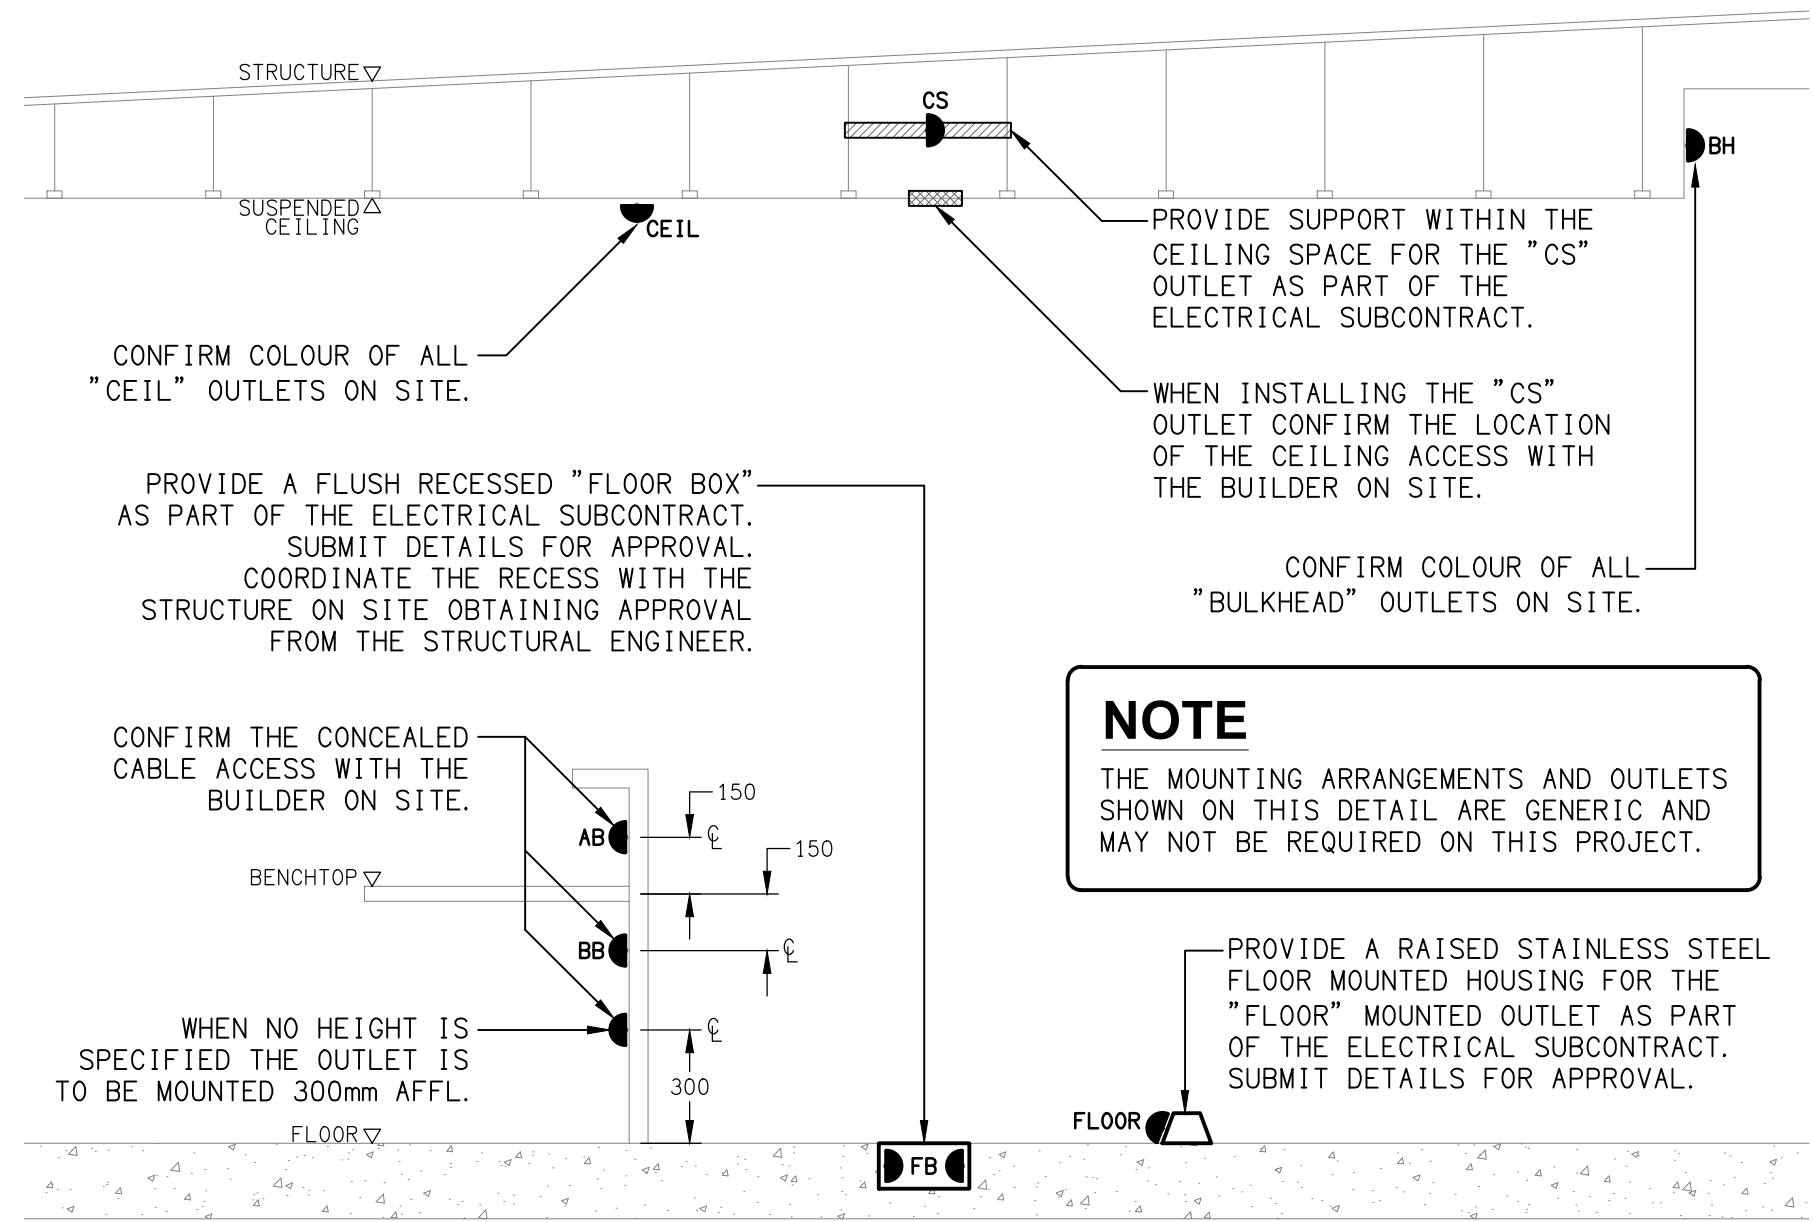 STRUCTURE
CS
BH
SUSPENDED
CEILING
CEIL
PROVIDE SUPPORT WITHIN THE
CEILING SPACE FOR THE "CS"
OUTLET AS PART OF THE
ELECTRICAL SUBCONTRACT.
CONFIRM COLOUR OF ALL
"CEIL" OUTLETS ON SITE.
WHEN INSTALLING THE "CS"
OUTLET CONFIRM THE LOCATION
OF THE CEILING ACCESS WITH
THE BUILDER ON SITE.
PROVIDE A FLUSH RECESSED "FLOOR BOX"
AS PART OF THE ELECTRICAL SUBCONTRACT.
SUBMIT DETAILS FOR APPROVAL.
COORDINATE THE RECESS WITH THE
STRUCTURE ON SITE OBTAINING APPROVAL
FROM THE STRUCTURAL ENGINEER.
CONFIRM COLOUR OF ALL
"BULKHEAD" OUTLETS ON SITE.
NOTE
THE MOUNTING ARRANGEMENTS AND OUTLETS
SHOWN ON THIS DETAIL ARE GENERIC AND
MAY NOT BE REQUIRED ON THIS PROJECT.
CONFIRM THE CONCEALED
CABLE ACCESS WITH THE
BUILDER ON SITE.
150
AB
℄
150
BENCHTOP
BB
℄
WHEN NO HEIGHT IS
SPECIFIED THE OUTLET IS
TO BE MOUNTED 300mm AFFL.
℄
300
PROVIDE A RAISED STAINLESS STEEL
FLOOR MOUNTED HOUSING FOR THE
"FLOOR" MOUNTED OUTLET AS PART
OF THE ELECTRICAL SUBCONTRACT.
SUBMIT DETAILS FOR APPROVAL.
FLOOR
FLOOR
FB